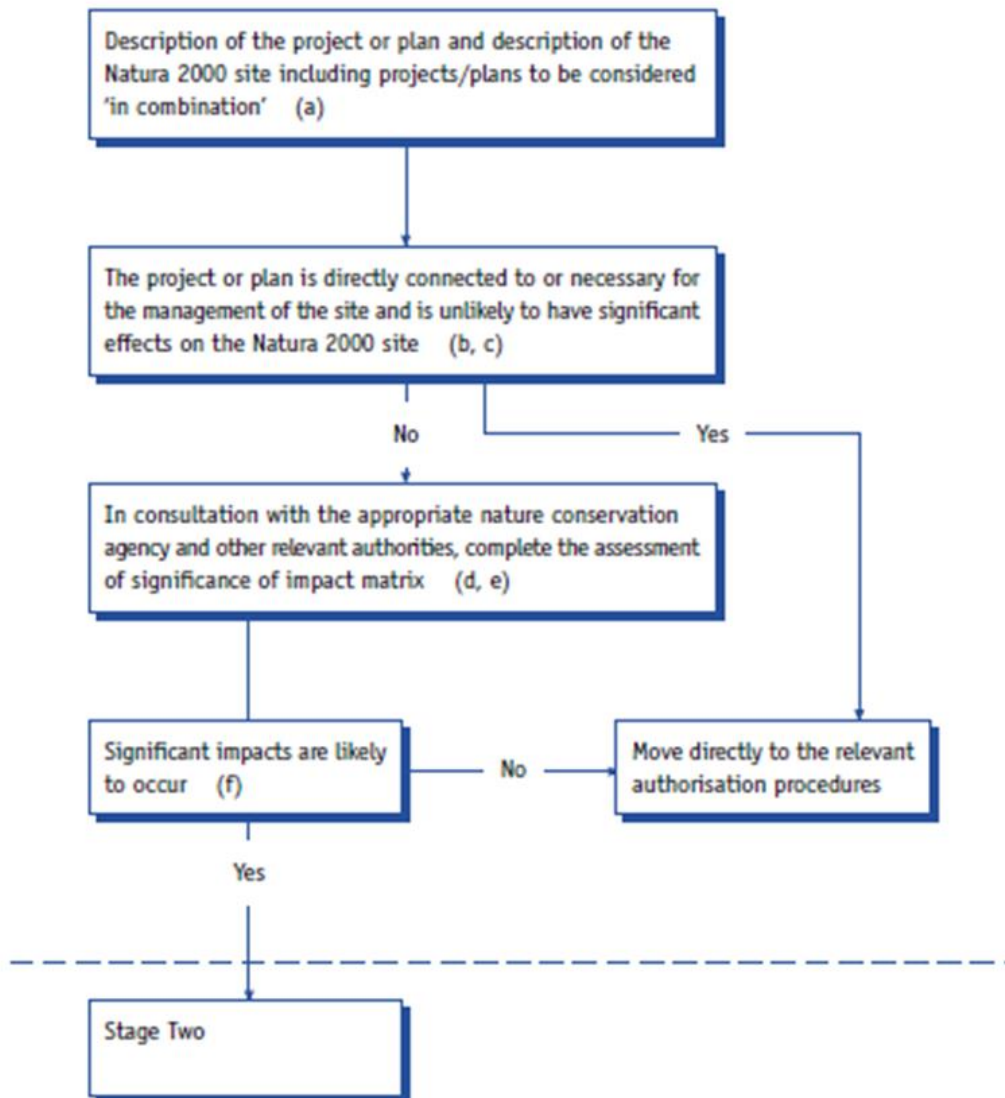 Description of the project or plan and description of the
Natura 2000 site including projects/plans to be considered
'in combination' (a)
The project or plan is directly connected to or necessary for
the management of the site and is unlikely to have significant
effects on the Natura 2000 site (b, c)
No
Yes
In consultation with the appropriate nature conservation
agency and other relevant authorities, complete the assessment
of significance of impact matrix (d, e)
Significant impacts are likely
to occur (f)
No
Move directly to the relevant
authorisation procedures
Yes
Stage Two